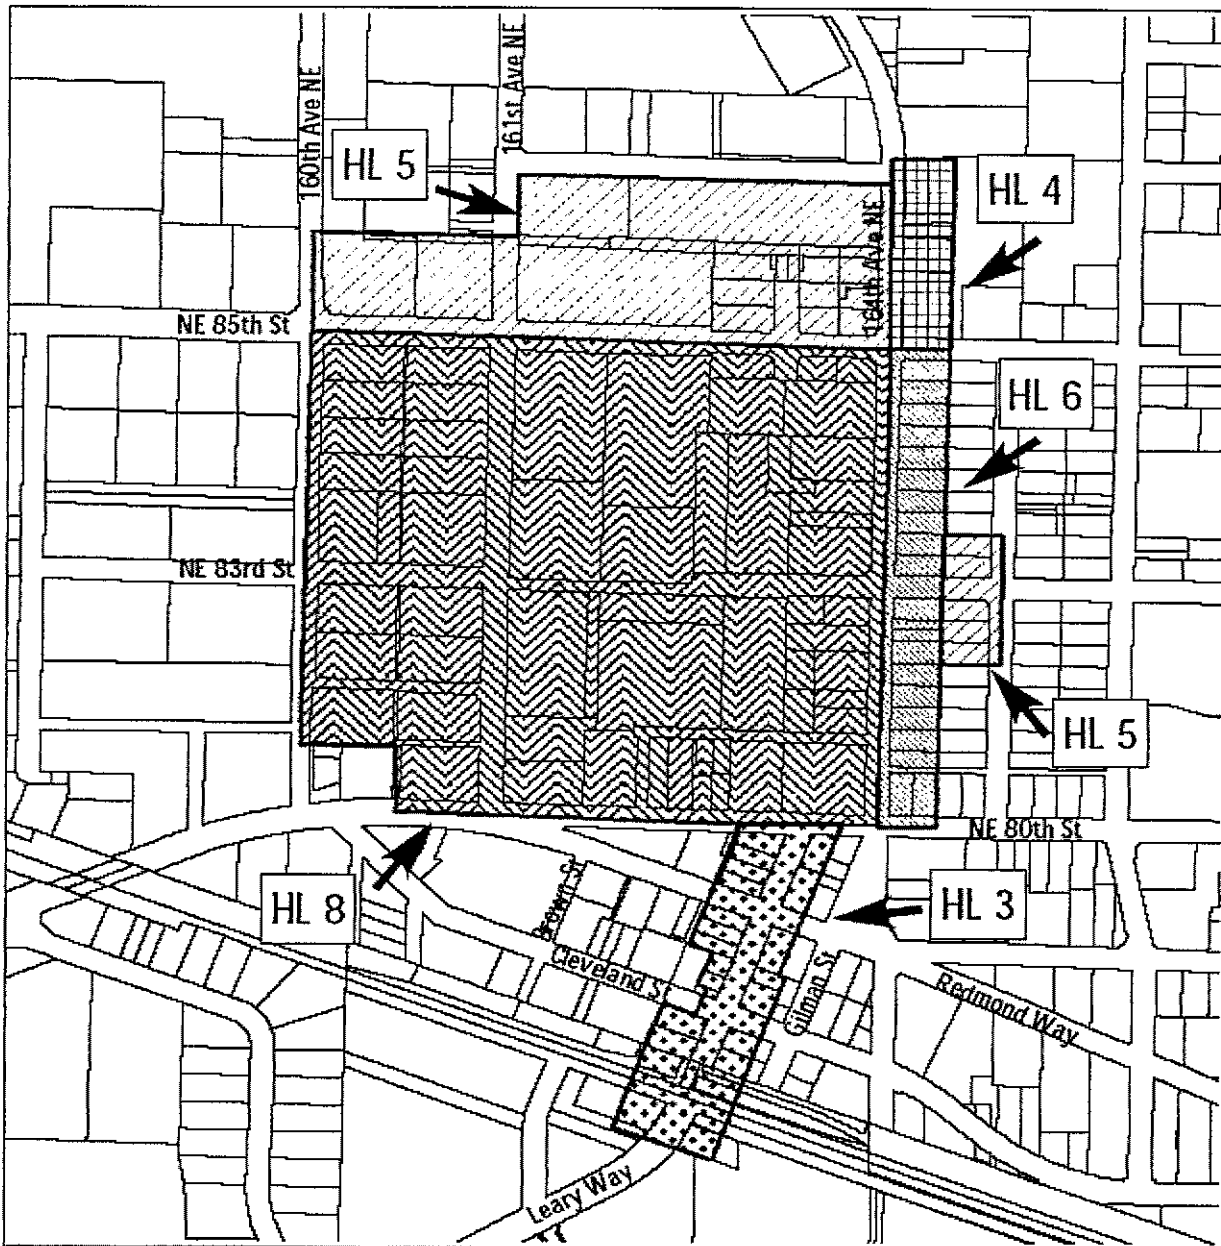 160th Ave NE
161st Ave NE
HL 5
HL 4
164th Ave NE
NE 85th St
HL 6
NE 83rd St
HL 5
NE 80th St
HL 8
Brown St
HL 3
Cleveland S
Gilman St
Redmond Way
Leary Way